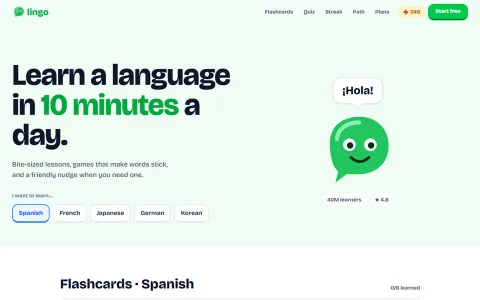 lingo
Flashcards Quiz Streak Path Plans 540 Start free
Learn a language
in 10 minutes a
day.
¡Hola!
Bite-sized lessons, games that make words stick,
and a friendly nudge when you need one.
I want to learn...
Spanish French Japanese German Korean
40M learners ★ 4.8
Flashcards · Spanish
0/6 learned